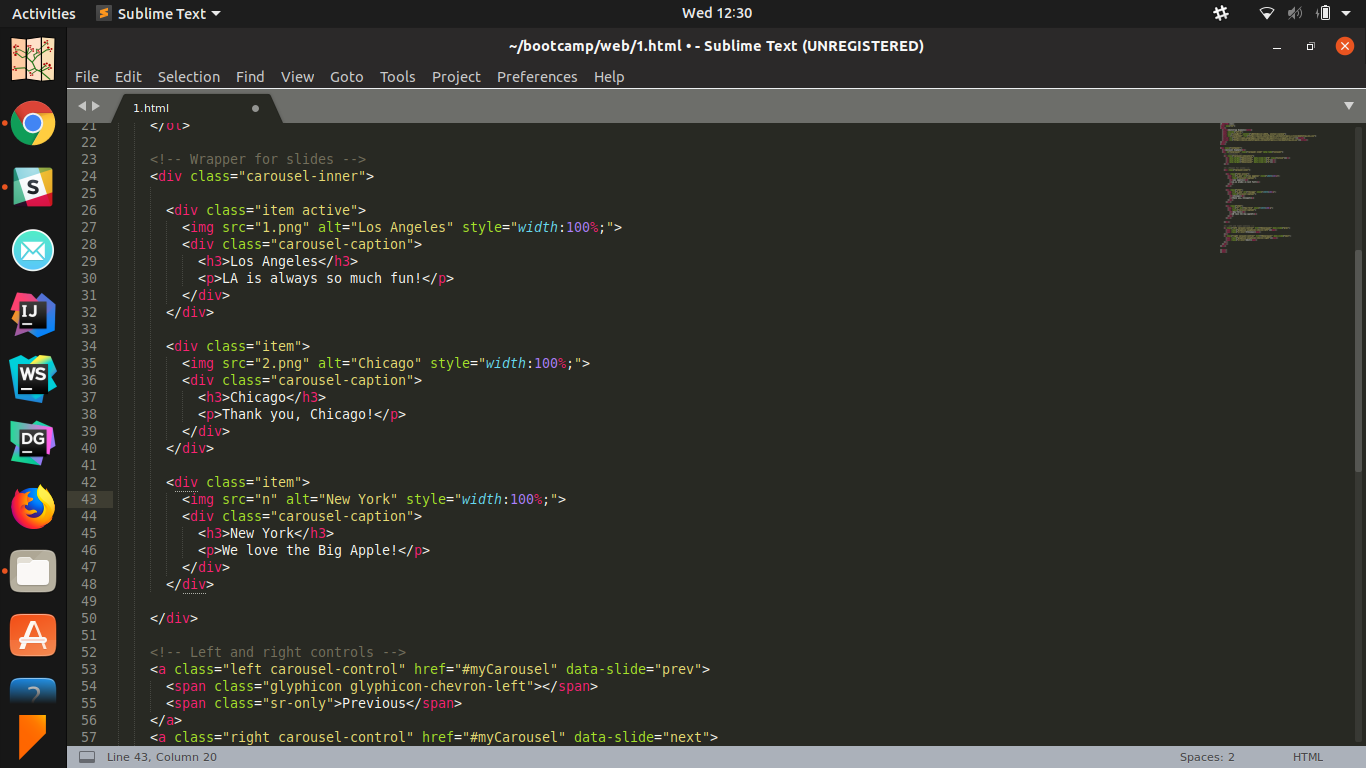 Activities Sublime Text Wed 12:30
~/bootcamp/web/1.html • - Sublime Text (UNREGISTERED)
File Edit Selection Find View Goto Tools Project Preferences Help
1.html
21 </ol>
22
23 <!-- Wrapper for slides -->
24 <div class="carousel-inner">
25
26 <div class="item active">
27 <img src="1.png" alt="Los Angeles" style="width:100%;">
28 <div class="carousel-caption">
29 <h3>Los Angeles</h3>
30 <p>LA is always so much fun!</p>
31 </div>
32 </div>
33
34 <div class="item">
35 <img src="2.png" alt="Chicago" style="width:100%;">
36 <div class="carousel-caption">
37 <h3>Chicago</h3>
38 <p>Thank you, Chicago!</p>
39 </div>
40 </div>
41
42 <div class="item">
43 <img src="n" alt="New York" style="width:100%;">
44 <div class="carousel-caption">
45 <h3>New York</h3>
46 <p>We love the Big Apple!</p>
47 </div>
48 </div>
49
50 </div>
51
52 <!-- Left and right controls -->
53 <a class="left carousel-control" href="#myCarousel" data-slide="prev">
54 <span class="glyphicon glyphicon-chevron-left"></span>
55 <span class="sr-only">Previous</span>
56 </a>
57 <a class="right carousel-control" href="#myCarousel" data-slide="next">
S
IJ
WS
DG
?
Line 43, Column 20 Spaces: 2 HTML